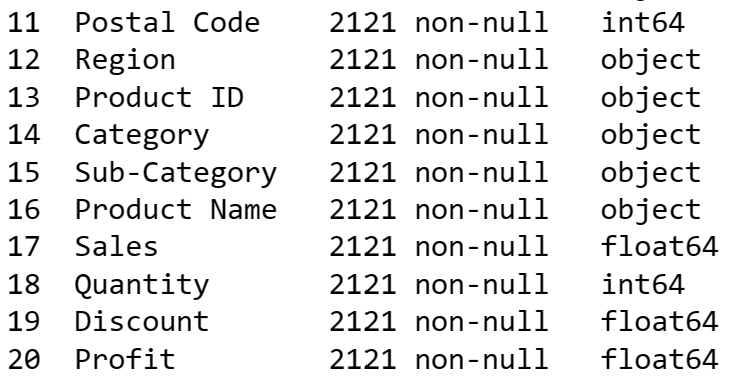 11 Postal Code 2121 non-null int64
12 Region 2121 non-null object
13 Product ID 2121 non-null object
14 Category 2121 non-null object
15 Sub-Category 2121 non-null object
16 Product Name 2121 non-null object
17 Sales 2121 non-null float64
18 Quantity 2121 non-null int64
19 Discount 2121 non-null float64
20 Profit 2121 non-null float64